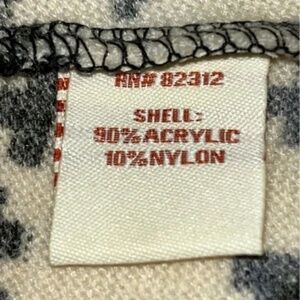 RN# 82312
SHELL:
90% ACRYLIC
10% NYLON